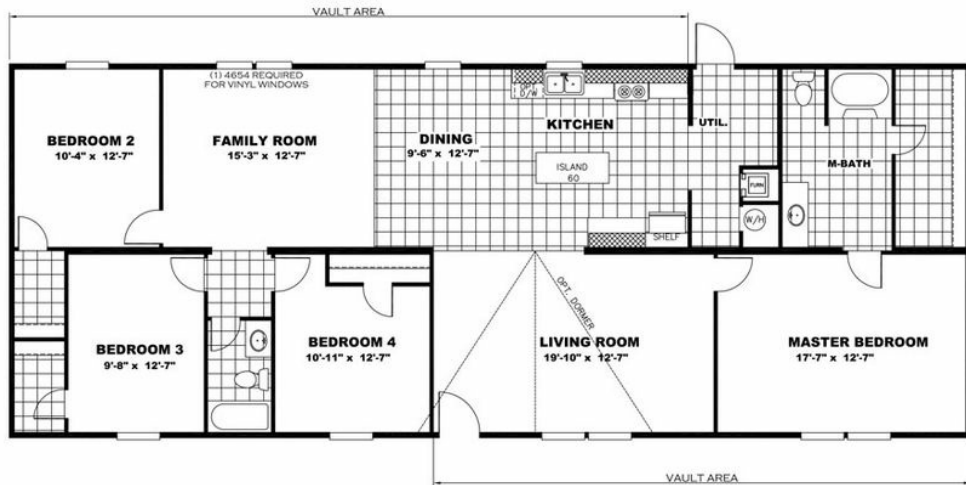 VAULT AREA
(1) 4654 REQUIRED
FOR VINYL WINDOWS
OPT.
D/W
BEDROOM 2
10'-4" x 12'-7"
FAMILY ROOM
15'-3" x 12'-7"
DINING
9'-6" x 12'-7"
KITCHEN
UTIL.
ISLAND
60
M-BATH
FURN
W/H
SHELF
BEDROOM 3
9'-8" x 12'-7"
BEDROOM 4
10'-11" x 12'-7"
OPT. DORMER
LIVING ROOM
19'-10" x 12'-7"
MASTER BEDROOM
17'-7" x 12'-7"
VAULT AREA